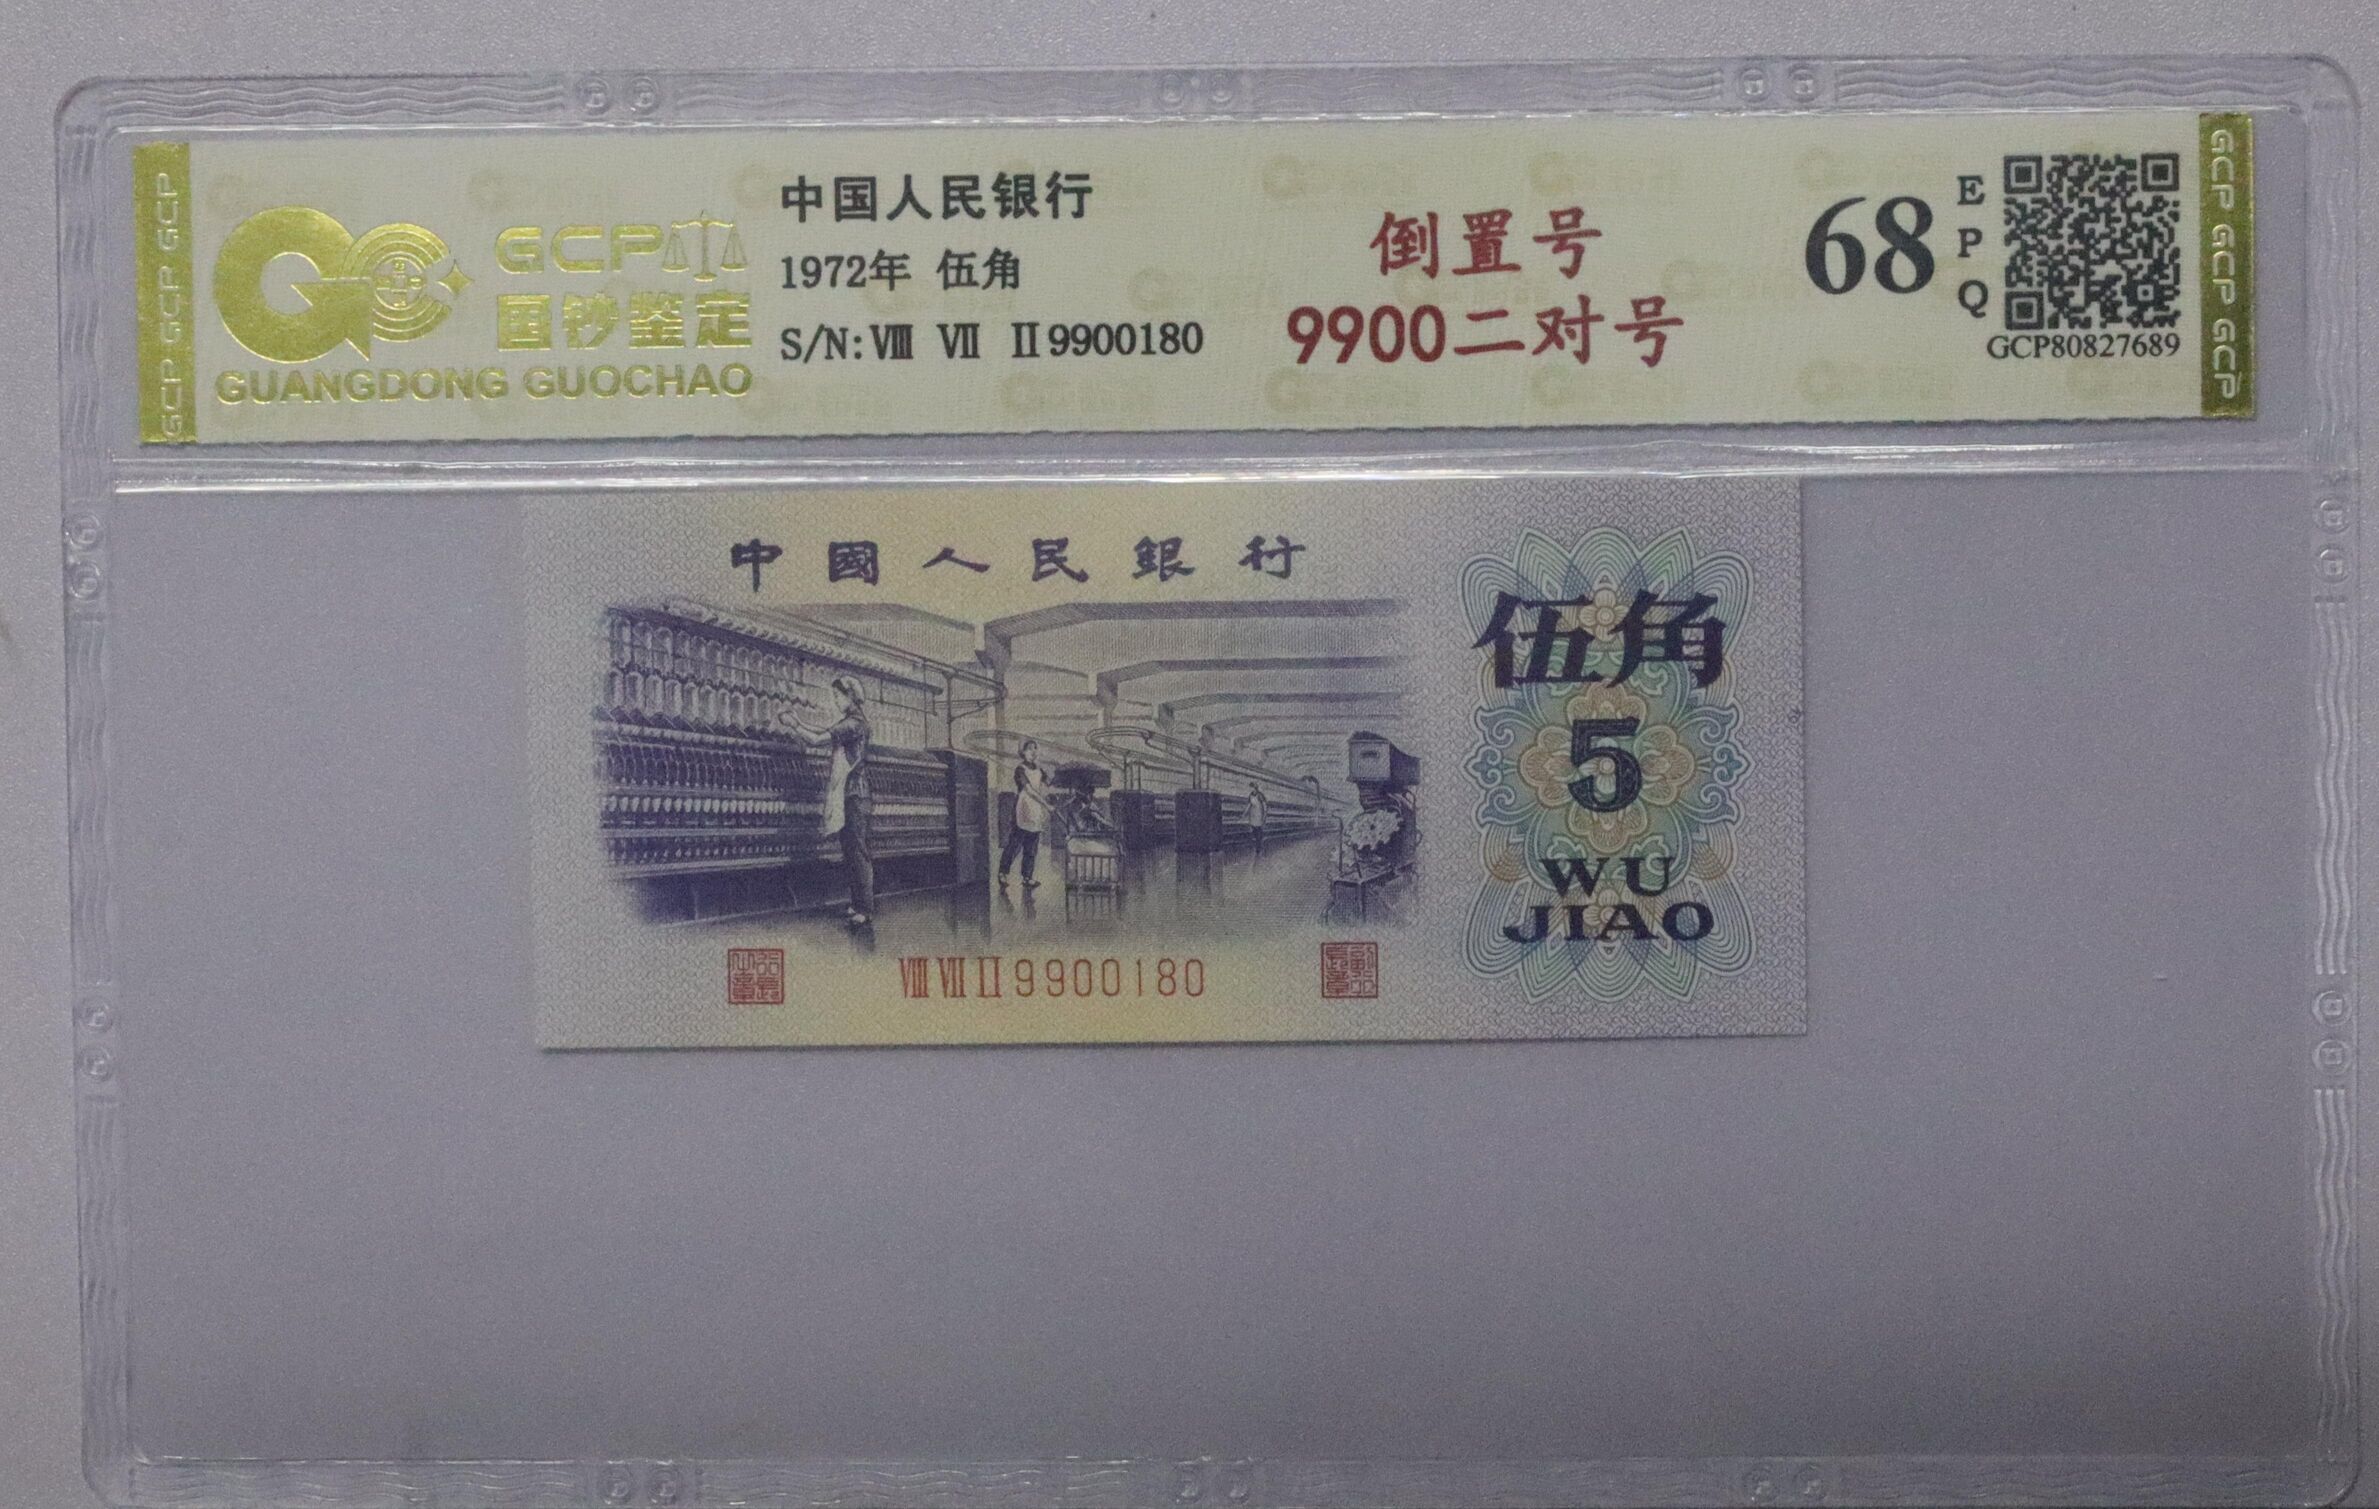 GCP GCP GCP
GCP
国钞鉴定
GUANGDONG GUOCHAO
中国人民银行
1972年 伍角
S/N: Ⅷ Ⅶ Ⅱ 9900180
倒置号
9900二对号
68
E
P
Q
GCP80827689
GCP GCP GCP
中國人民銀行
伍角
5
WU
JIAO
Ⅷ Ⅶ Ⅱ 9900180